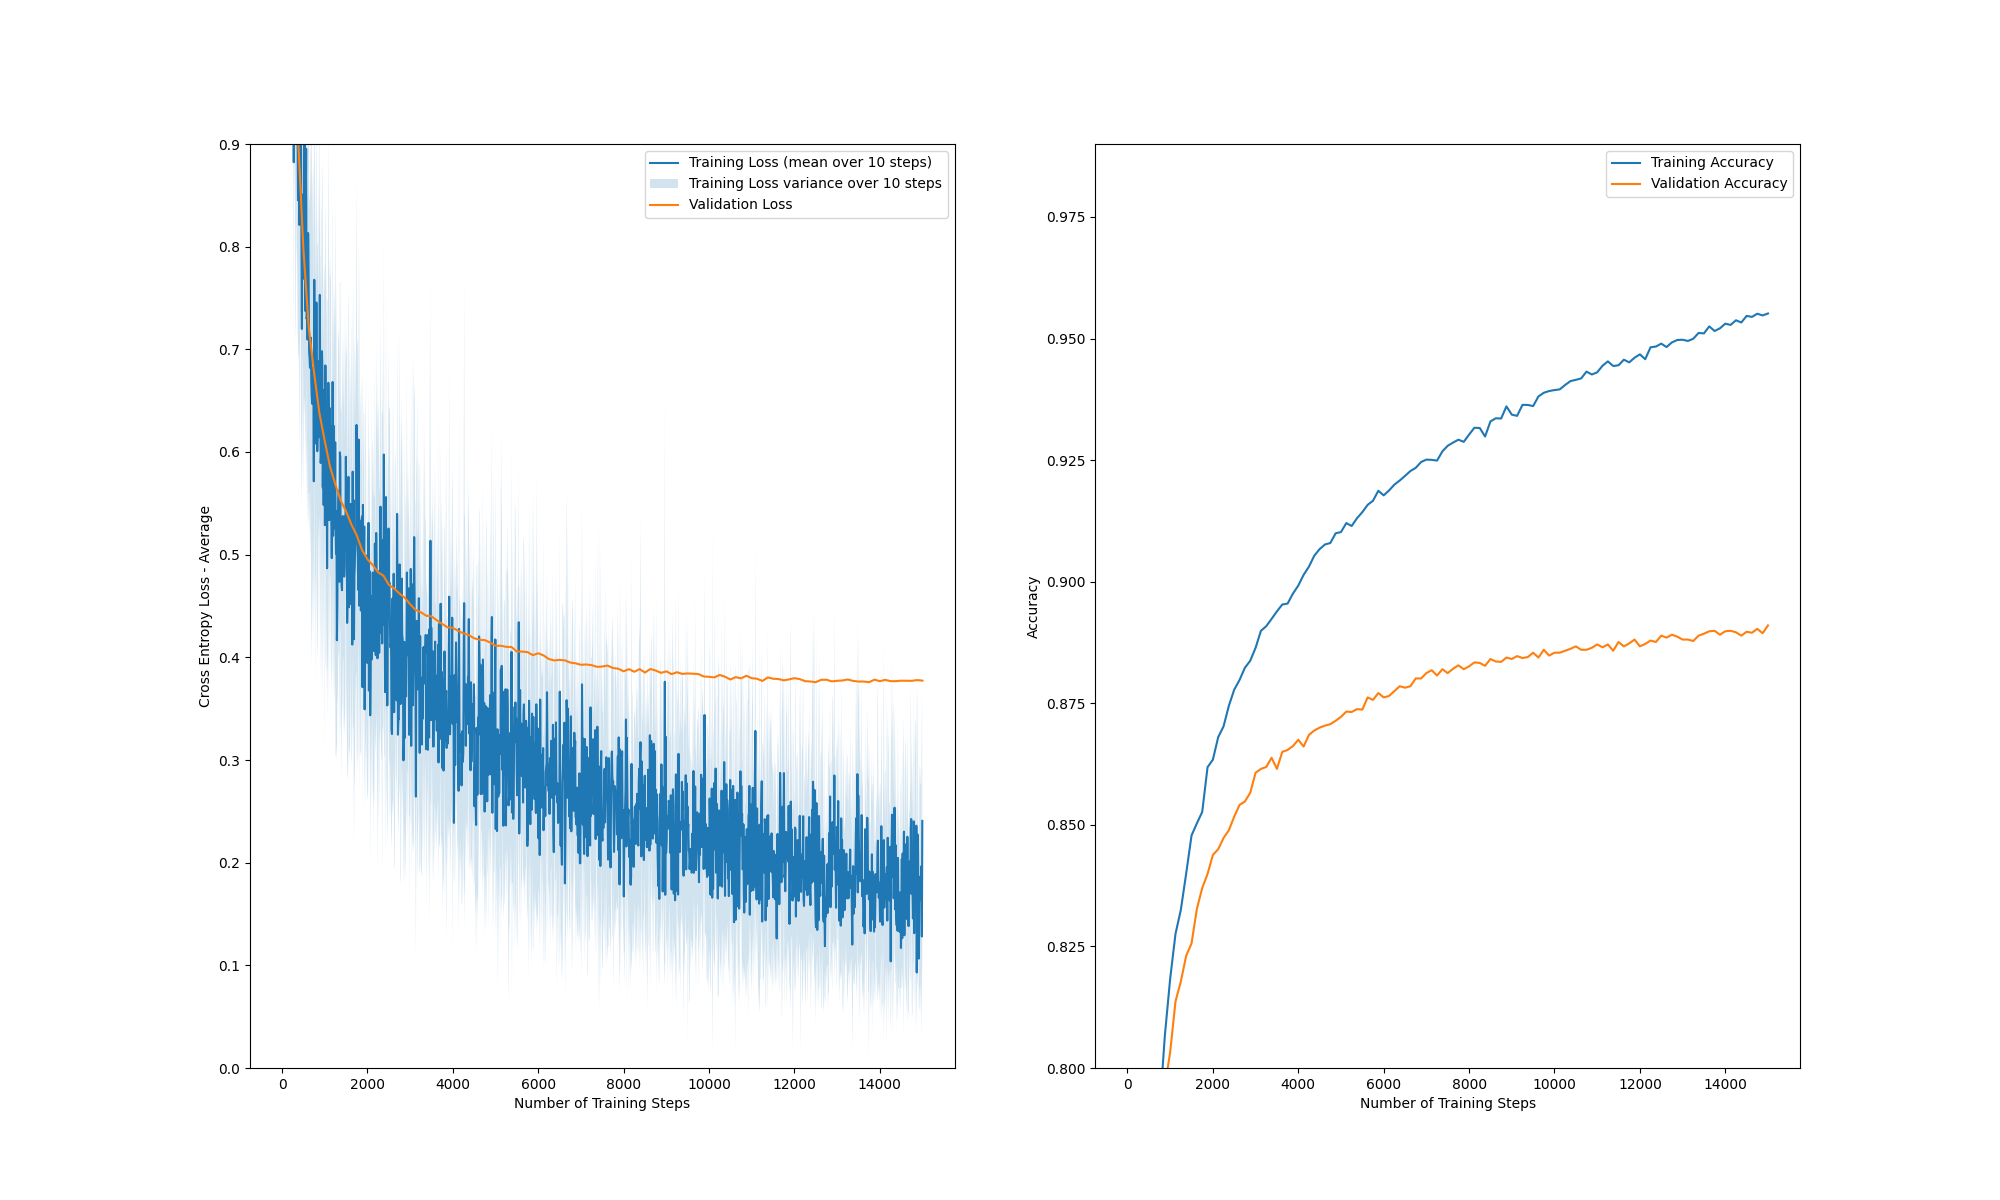 0.9
0.8
0.7
0.6
0.5
0.4
0.3
0.2
0.1
0.0
Cross Entropy Loss - Average
0 2000 4000 6000 8000 10000 12000 14000
Number of Training Steps
Training Loss (mean over 10 steps)
Training Loss variance over 10 steps
Validation Loss
0.975
0.950
0.925
0.900
0.875
0.850
0.825
0.800
Accuracy
0 2000 4000 6000 8000 10000 12000 14000
Number of Training Steps
Training Accuracy
Validation Accuracy